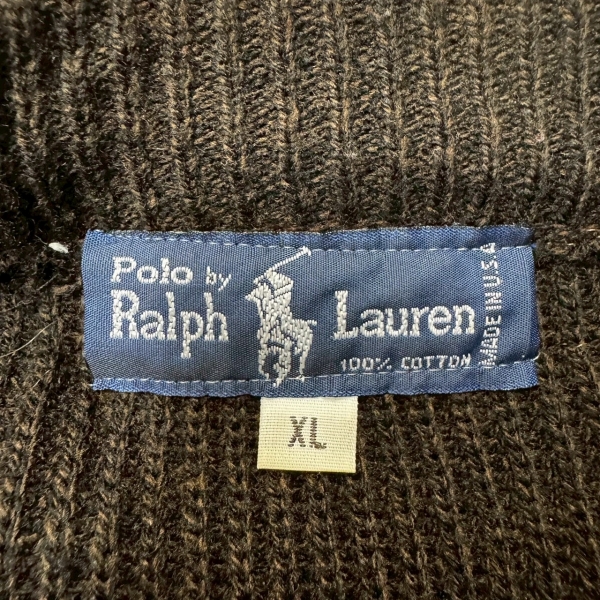 Polo by
Ralph Lauren
100% COTTON
MADE IN U.S.A.
XL